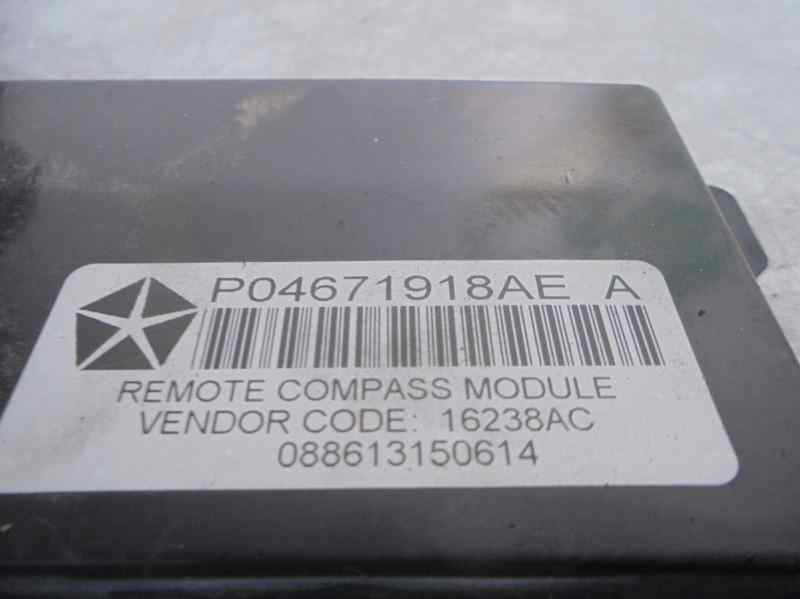 P04671918AE A
REMOTE COMPASS MODULE
VENDOR CODE: 16238AC
088613150614